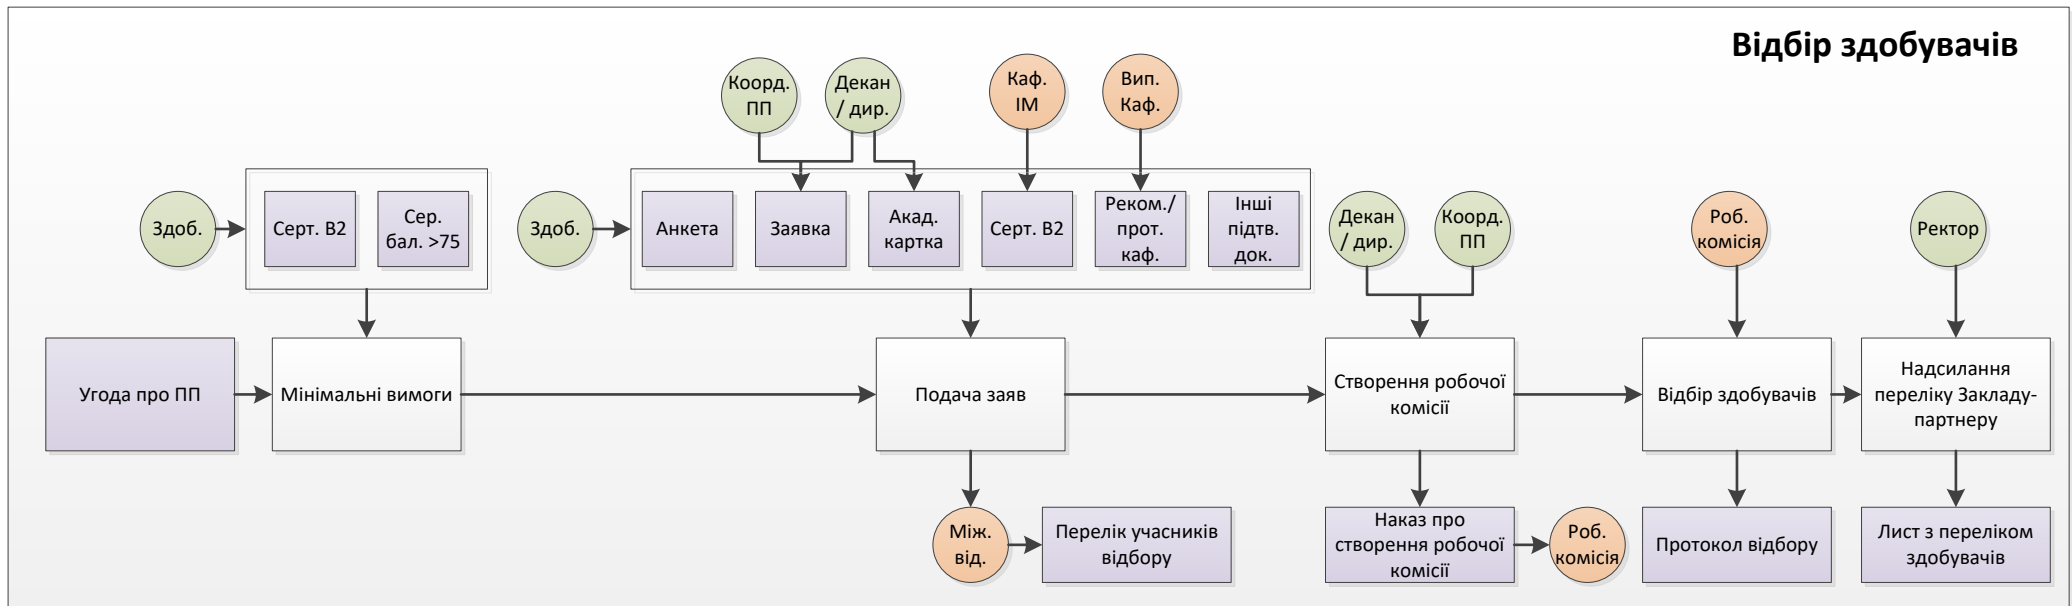 Відбір здобувачів
Коорд.
ПП
Декан
/ дир.
Каф.
ІМ
Вип.
Каф.
Здоб.
Серт. В2
Сер.
бал. >75
Здоб.
Анкета
Заявка
Акад.
картка
Серт. В2
Реком./
прот.
каф.
Інші
підтв.
док.
Декан
/ дир.
Коорд.
ПП
Роб.
комісія
Ректор
Угода про ПП
Мінімальні вимоги
Подача заяв
Створення робочої
комісії
Відбір здобувачів
Надсилання
переліку Закладу-
партнеру
Між.
від.
Перелік учасників
відбору
Наказ про
створення робочої
комісії
Роб.
комісія
Протокол відбору
Лист з переліком
здобувачів